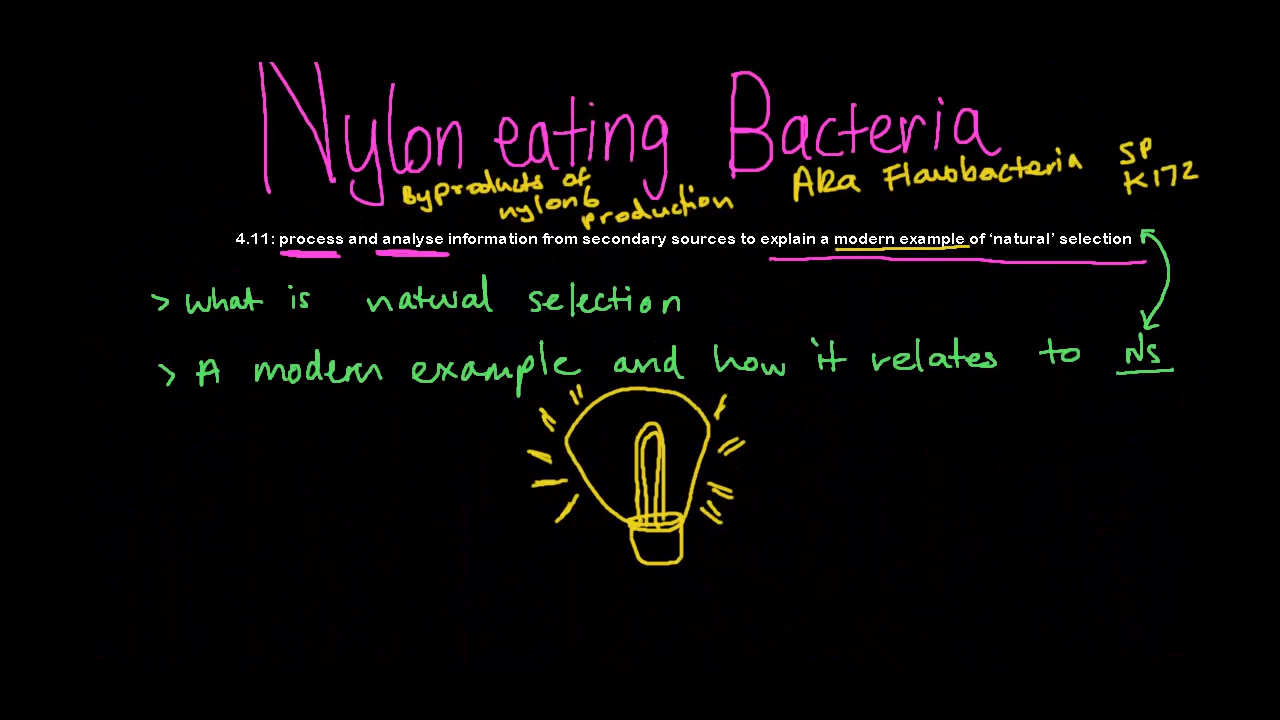 Nylon eating Bacteria
Byproducts of
nylon6
production
AKA Flavobacteria
SP
K172
4.11: process and analyse information from secondary sources to explain a modern example of ‘natural’ selection
> what is natural selection
> A modern example and how it relates to NS